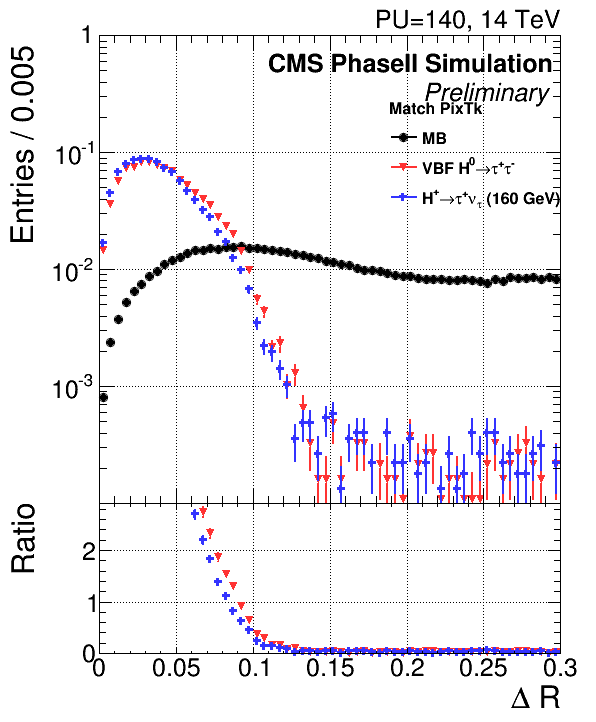 PU=140, 14 TeV
CMS PhaseII Simulation
Preliminary
Match PixTk
MB
VBF H⁰→τ⁺τ⁻
H⁺→τ⁺ντ (160 GeV)
Entries / 0.005
1
10⁻¹
10⁻²
10⁻³
Ratio
2
1
0
0 0.05 0.1 0.15 0.2 0.25 0.3
Δ R